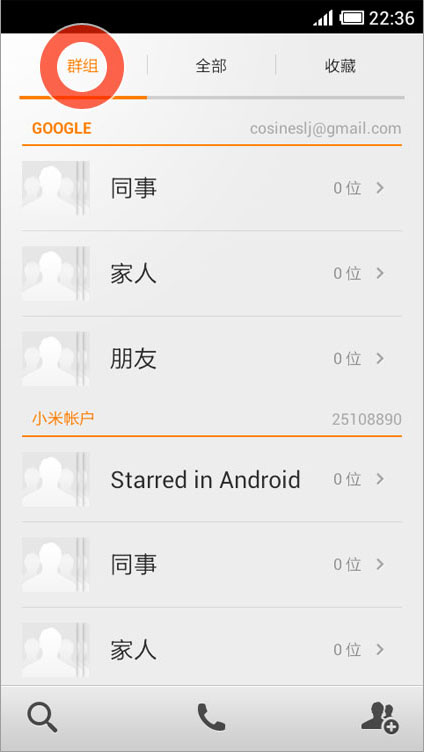 22:36
群组 全部 收藏
GOOGLE cosineslj@gmail.com
同事 0 位
家人 0 位
朋友 0 位
小米帐户 25108890
Starred in Android 0 位
同事 0 位
家人 0 位